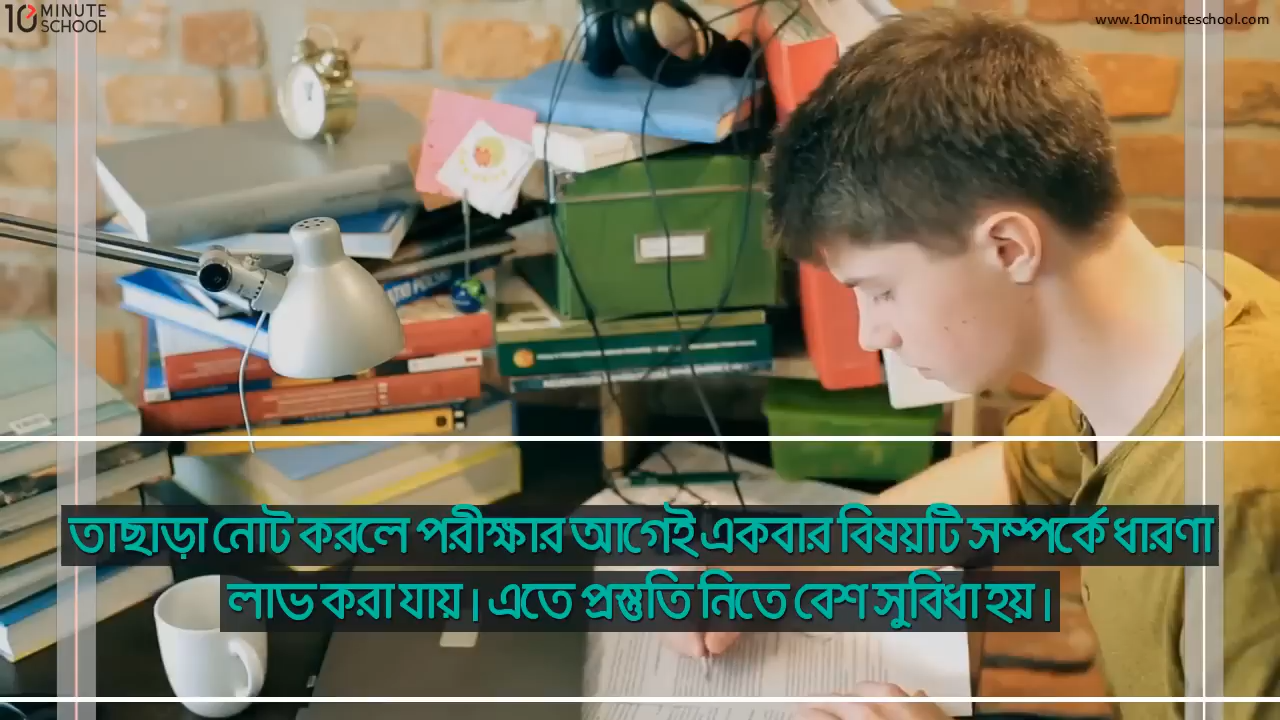 10 MINUTE SCHOOL
www.10minuteschool.com
তাছাড়া নোট করলে পরীক্ষার আগেই একবার বিষয়টি সম্পর্কে ধারণা
লাভ করা যায়। এতে প্রস্তুতি নিতে বেশ সুবিধা হয়।